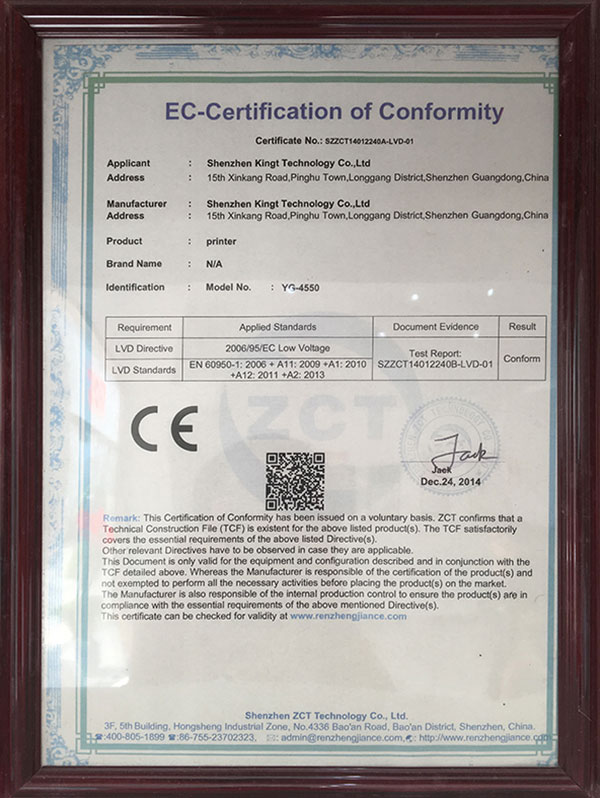 EC-Certification of Conformity
Certificate No.: SZZCT14012240A-LVD-01
Applicant : Shenzhen Kingt Technology Co.,Ltd
Address : 15th Xinkang Road,Pinghu Town,Longgang District,Shenzhen Guangdong,China
Manufacturer : Shenzhen Kingt Technology Co.,Ltd
Address : 15th Xinkang Road,Pinghu Town,Longgang District,Shenzhen Guangdong,China
Product : printer
Brand Name : N/A
Identification : Model No. : YG-4550
Requirement Applied Standards Document Evidence Result
LVD Directive 2006/95/EC Low Voltage Test Report: SZZCT14012240B-LVD-01 Conform
LVD Standards EN 60950-1: 2006 + A11: 2009 +A1: 2010
+A12: 2011 +A2: 2013
ZCT
CE
Jack
Jack
Dec.24, 2014
Remark: This Certification of Conformity has been issued on a voluntary basis. ZCT confirms that a
Technical Construction File (TCF) is existent for the above listed product(s). The TCF satisfactorily
covers the essential requirements of the above listed Directive(s).
Other relevant Directives have to be observed in case they are applicable.
This Document is only valid for the equipment and configuration described and in conjunction with the
TCF detailed above. Whereas the Manufacturer is responsible of the certification of the product(s) and
not exempted to perform all the necessary activities before placing the product(s) on the market.
The Manufacturer is also responsible of the internal production control to ensure the product(s) are in
compliance with the essential requirements of the above mentioned Directive(s).
This certificate can be checked for validity at www.renzhengjiance.com
Shenzhen ZCT Technology Co., Ltd.
3F, 5th Building, Hongsheng Industrial Zone, No.4336 Bao'an Road, Bao'an District, Shenzhen, China.
☎:400-805-1899 ☎:86-755-23702323, ✉: admin@renzhengjiance.com, : http://www.renzhengjiance.com